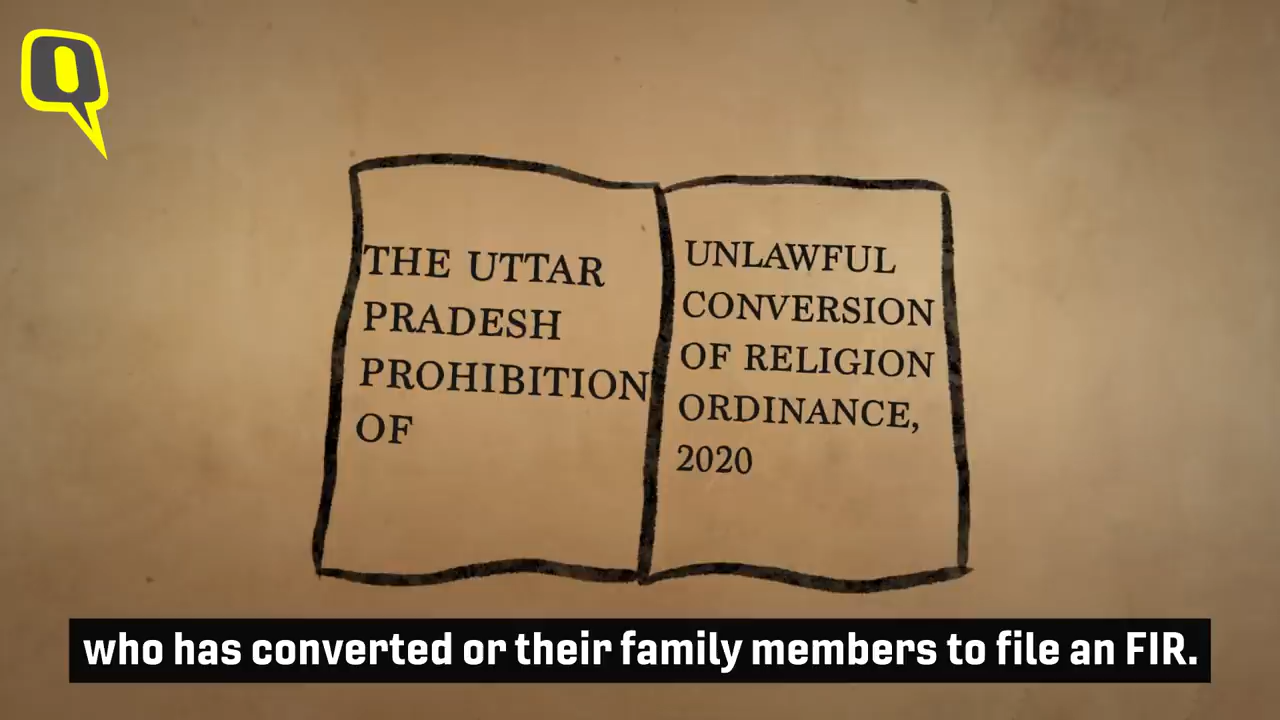 THE UTTAR
PRADESH
PROHIBITION
OF
UNLAWFUL
CONVERSION
OF RELIGION
ORDINANCE,
2020
who has converted or their family members to file an FIR.